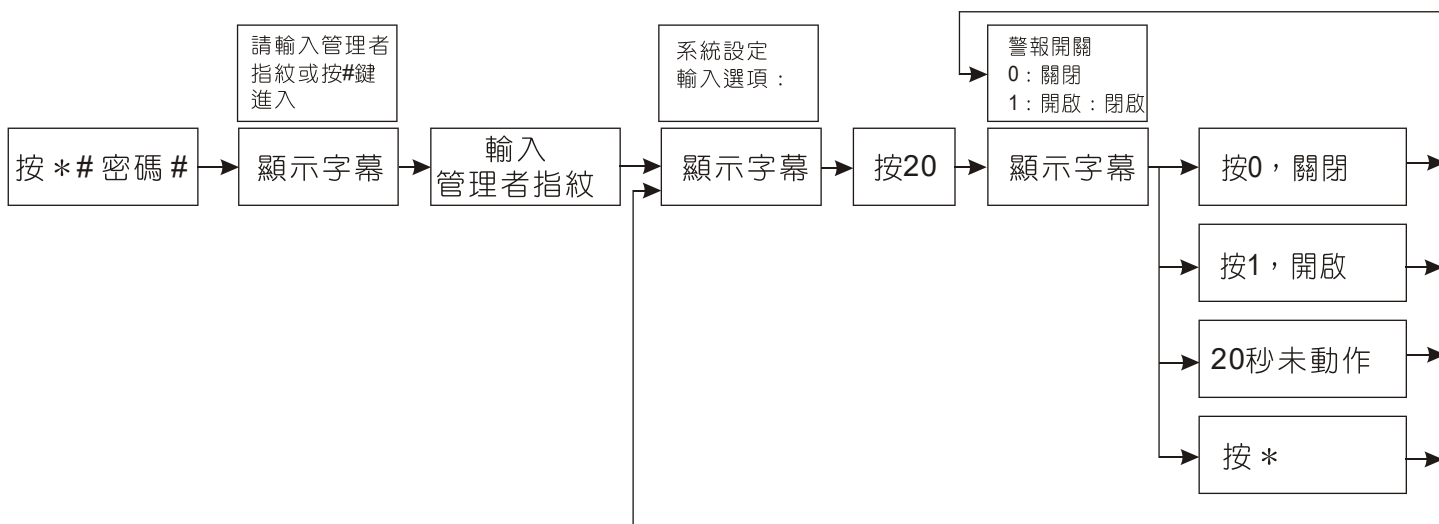 請輸入管理者
指紋或按#鍵
進入
系統設定
輸入選項：
警報開關
0：關閉
1：開啟：閉啟
按＊# 密碼 #
顯示字幕
輸入
管理者指紋
顯示字幕
按20
顯示字幕
按0，關閉
按1，開啟
20秒未動作
按＊